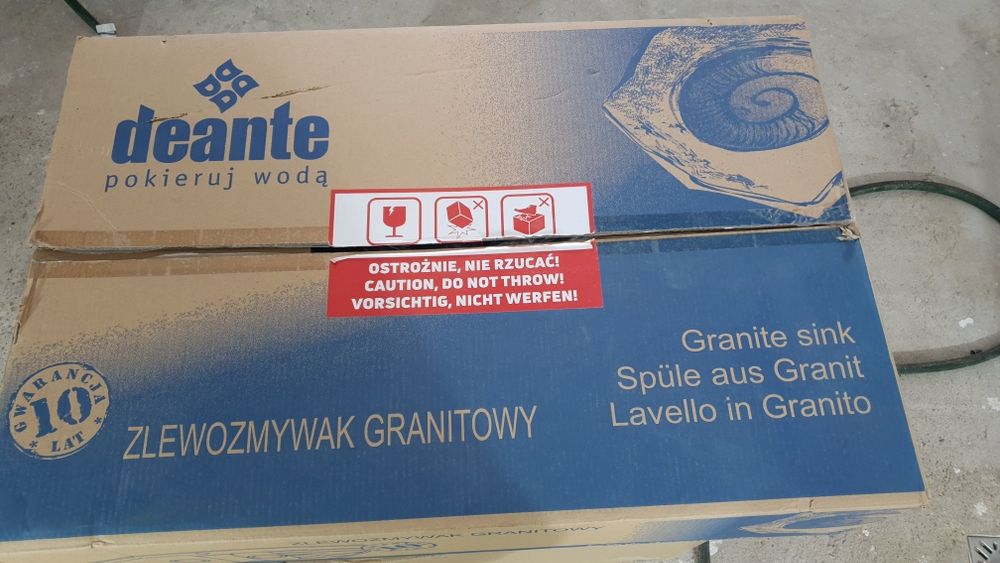 deante
pokieruj wodą
OSTROŻNIE, NIE RZUCAĆ!
CAUTION, DO NOT THROW!
VORSICHTIG, NICHT WERFEN!
Granite sink
Spüle aus Granit
Lavello in Granito
GWARANCJA
10
LAT
ZLEWOZMYWAK GRANITOWY
ZLEWOZMYWAK GRANITOWY